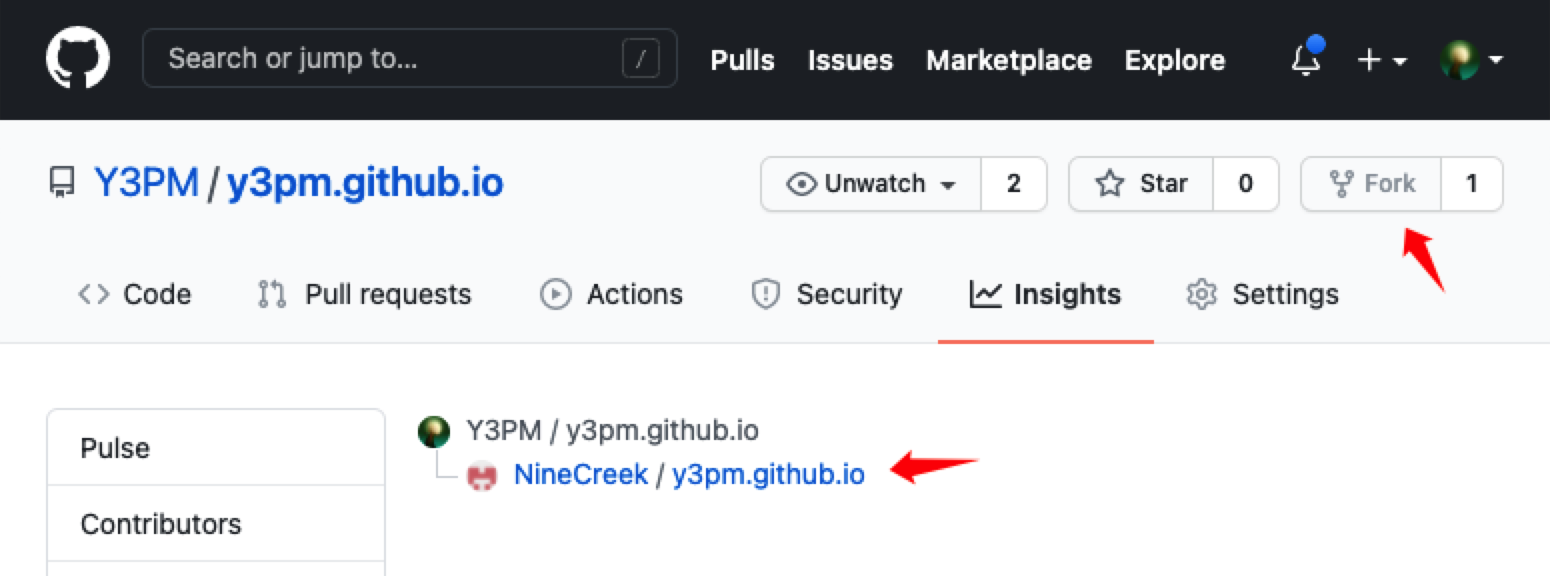 Search or jump to... / Pulls Issues Marketplace Explore
Y3PM / y3pm.github.io Unwatch 2 Star 0 Fork 1
Code Pull requests Actions Security Insights Settings
Pulse
Contributors
Y3PM / y3pm.github.io
NineCreek / y3pm.github.io